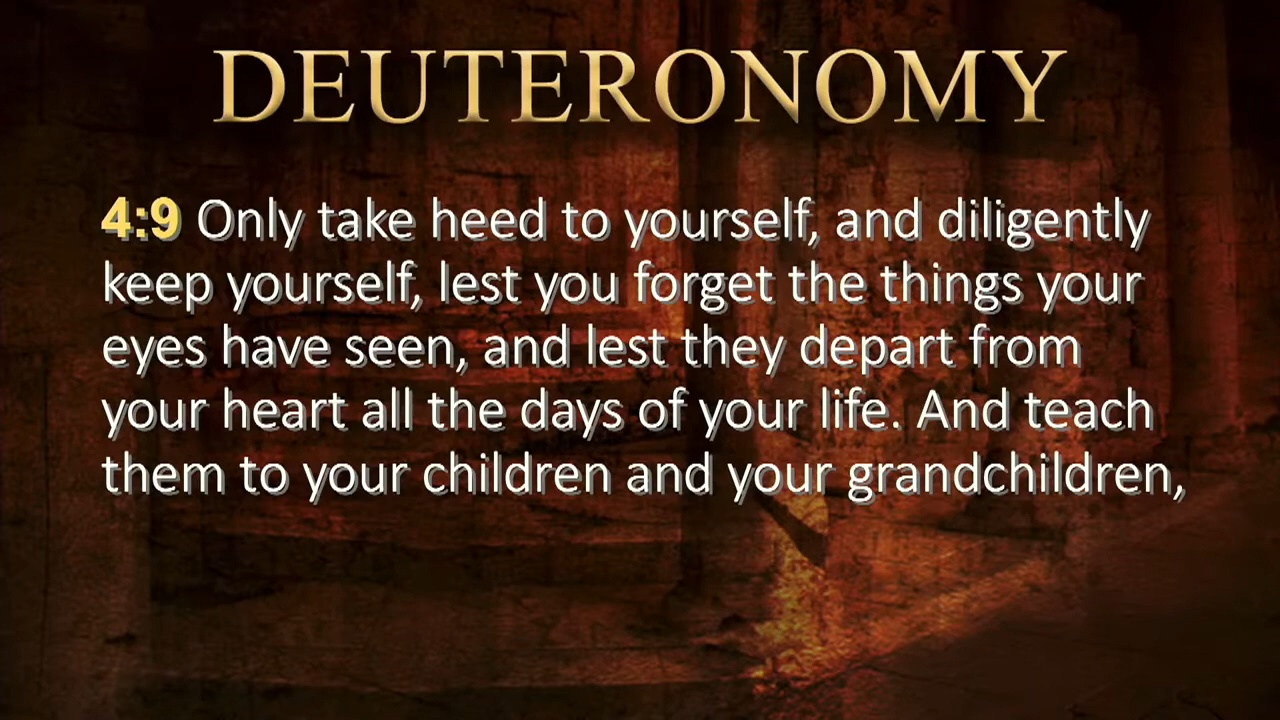 DEUTERONOMY
4:9 Only take heed to yourself, and diligently
keep yourself, lest you forget the things your
eyes have seen, and lest they depart from
your heart all the days of your life. And teach
them to your children and your grandchildren,